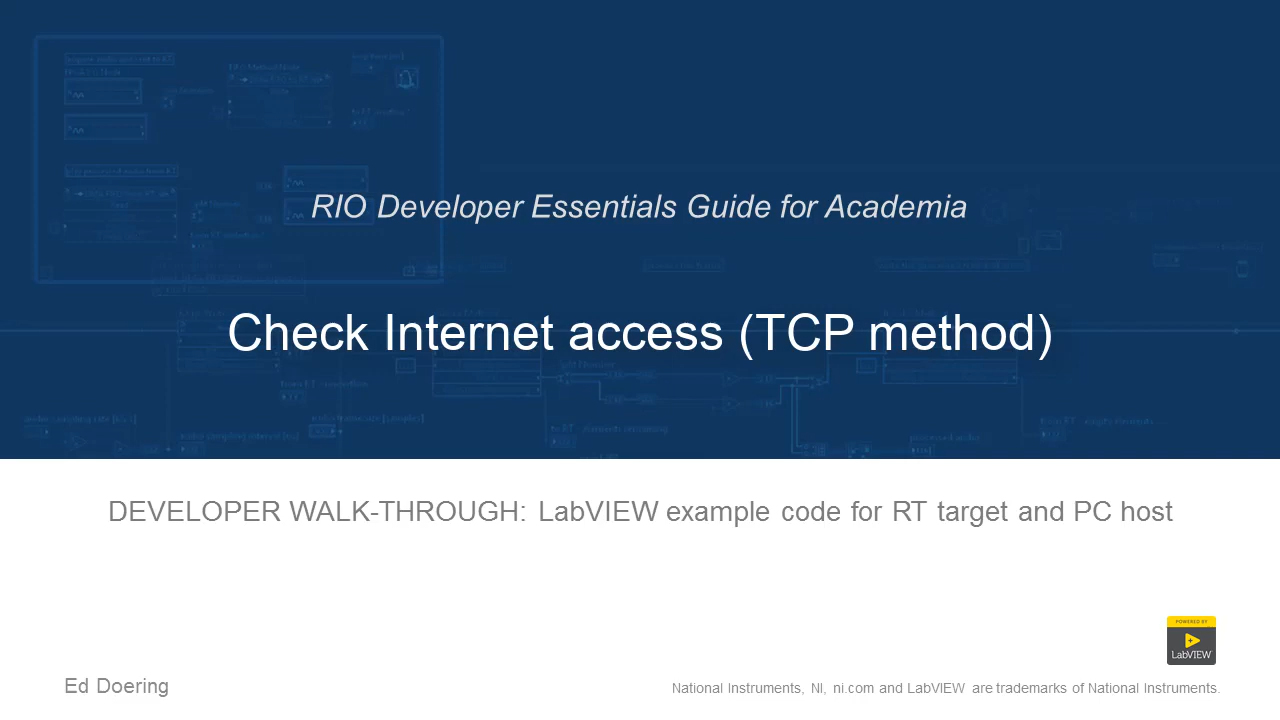 RIO Developer Essentials Guide for Academia
Check Internet access (TCP method)
DEVELOPER WALK-THROUGH: LabVIEW example code for RT target and PC host
POWERED BY
LabVIEW
Ed Doering
National Instruments, NI, ni.com and LabVIEW are trademarks of National Instruments.